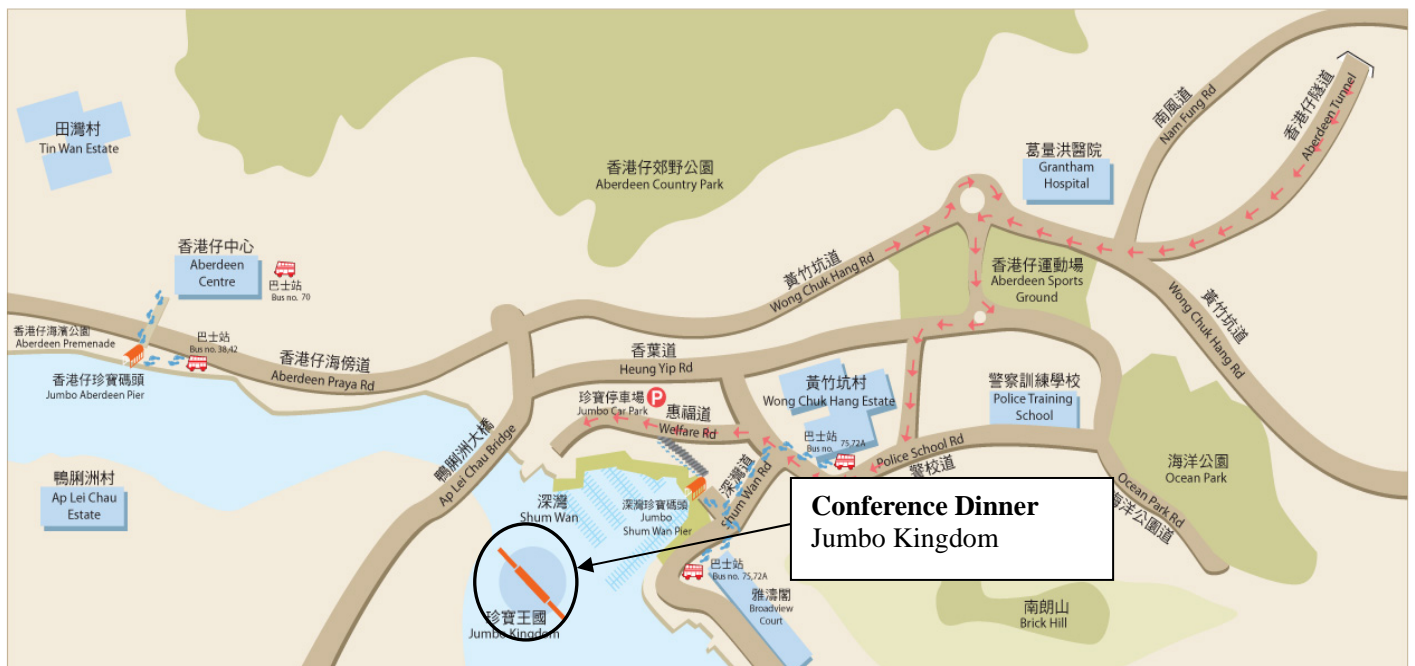 田灣村
Tin Wan Estate
香港仔郊野公園
Aberdeen Country Park
南風道
Nam Fung Rd
香港仔隧道
Aberdeen Tunnel
葛量洪醫院
Grantham
Hospital
香港仔中心
Aberdeen
Centre
巴士站
Bus no. 70
黃竹坑道
Wong Chuk Hang Rd
香港仔運動場
Aberdeen Sports
Ground
黃竹坑道
Wong Chuk Hang Rd
香港仔海濱公園
Aberdeen Premenade
巴士站
Bus no. 38,42
香港仔海傍道
Aberdeen Praya Rd
香葉道
Heung Yip Rd
香港仔珍寶碼頭
Jumbo Aberdeen Pier
珍寶停車場
Jumbo Car Park
P
惠福道
Welfare Rd
黃竹坑村
Wong Chuk Hang Estate
警察訓練學校
Police Training
School
巴士站
Bus no. 75,72A
Police School Rd
警校道
鴨脷洲大橋
Ap Lei Chau Bridge
深灣道
Shum Wan Rd
海洋公園
Ocean Park
Ocean Park Rd
海洋公園道
鴨脷洲村
Ap Lei Chau
Estate
深灣
Shum Wan
深灣珍寶碼頭
Jumbo
Shum Wan Pier
Conference Dinner
Jumbo Kingdom
巴士站
Bus no. 75,72A
雅濤閣
Broadview
Court
南朗山
Brick Hill
珍寶王國
Jumbo Kingdom